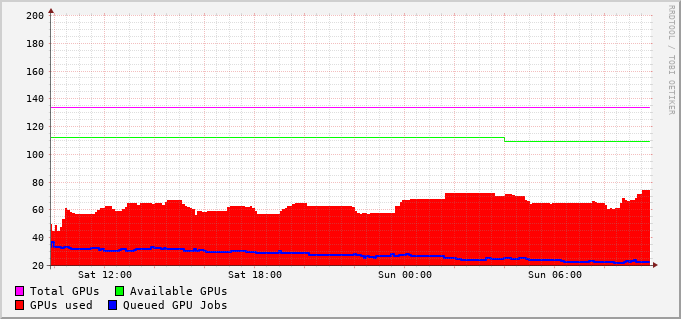 RRDTOOL / TOBI OETIKER
200
180
160
140
120
100
80
60
40
20
Sat 12:00 Sat 18:00 Sun 00:00 Sun 06:00
Total GPUs Available GPUs
GPUs used Queued GPU Jobs